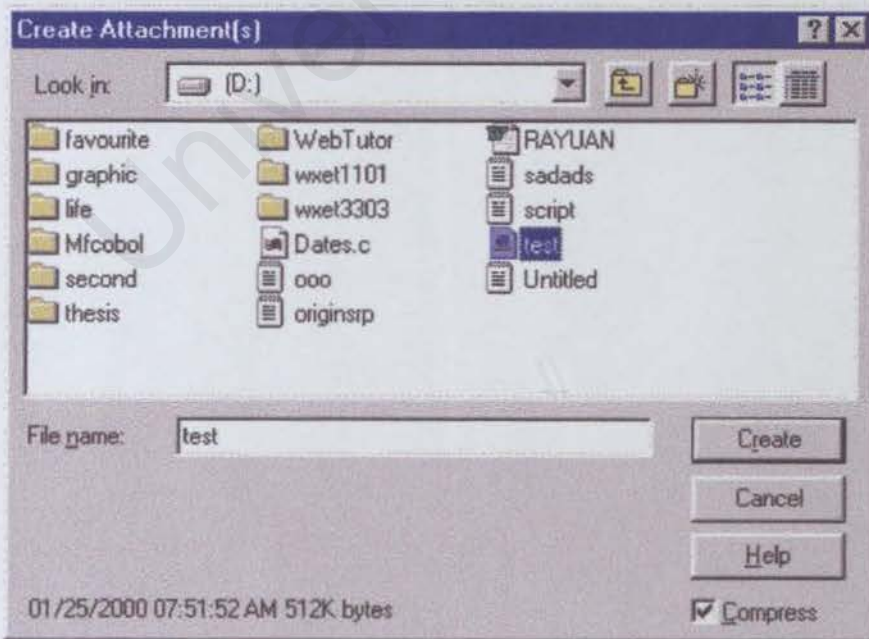 Create Attachment(s)
Look in: (D:)
favourite WebTutor RAYUAN
graphic wxet1101 sadads
life wxet3303 script
Mfcobol Dates.c test
second ooo Untitled
thesis originsrp
File name: test Create
Cancel
Help
01/25/2000 07:51:52 AM 512K bytes Compress